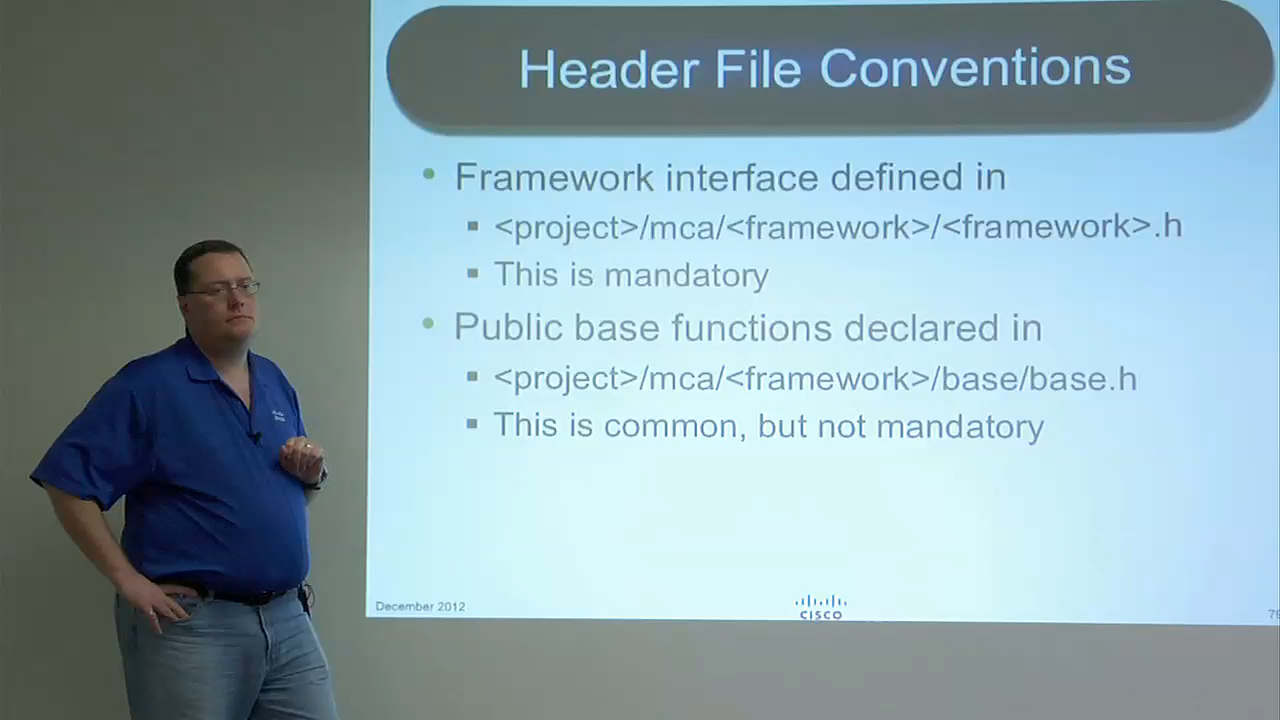 Header File Conventions
• Framework interface defined in
▪ <project>/mca/<framework>/<framework>.h
▪ This is mandatory
• Public base functions declared in
▪ <project>/mca/<framework>/base/base.h
▪ This is common, but not mandatory
December 2012
CISCO